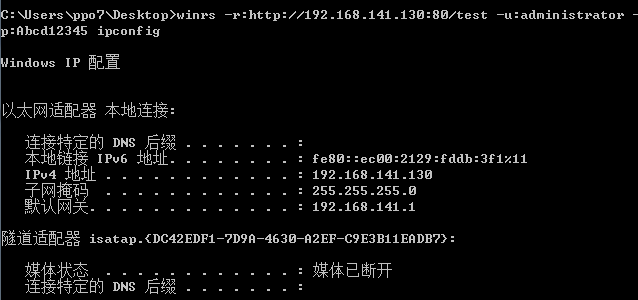 C:\Users\ppo7\Desktop>winrs -r:http://192.168.141.130:80/test -u:administrator -
p:Abcd12345 ipconfig
Windows IP 配置
以太网适配器 本地连接:
连接特定的 DNS 后缀 . . . . . . . :
本地链接 IPv6 地址. . . . . . . . : fe80::ec00:2129:fddb:3f1%11
IPv4 地址 . . . . . . . . . . . . : 192.168.141.130
子网掩码 . . . . . . . . . . . . : 255.255.255.0
默认网关. . . . . . . . . . . . . : 192.168.141.1
隧道适配器 isatap.{DC42EDF1-7D9A-4630-A2EF-C9E3B11EADB7}:
媒体状态 . . . . . . . . . . . . : 媒体已断开
连接特定的 DNS 后缀 . . . . . . . :